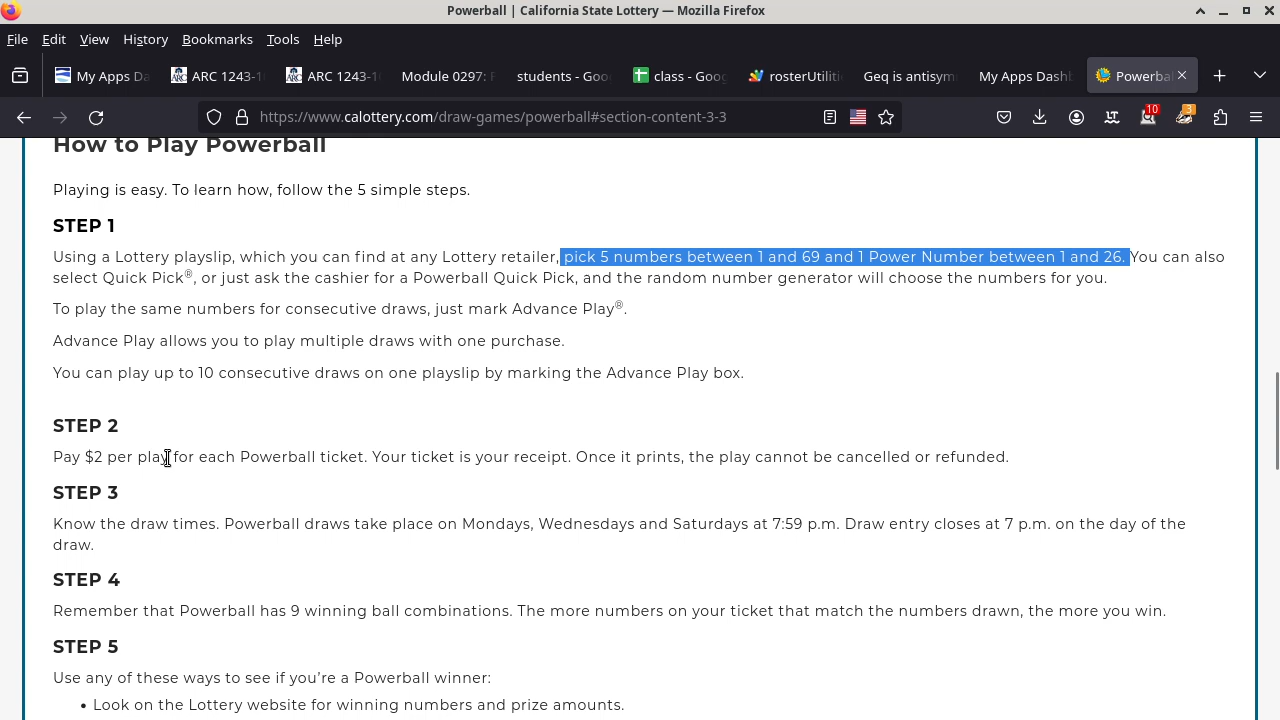 Powerball | California State Lottery — Mozilla Firefox
File Edit View History Bookmarks Tools Help
My Apps Da ARC 1243-1 ARC 1243-1 Module 0297: students - Goo class - Goog rosterUtiliti Geq is antisym My Apps Dash Powerbal
https://www.calottery.com/draw-games/powerball#section-content-3-3 10 3
How to Play Powerball
Playing is easy. To learn how, follow the 5 simple steps.
STEP 1
Using a Lottery playslip, which you can find at any Lottery retailer, pick 5 numbers between 1 and 69 and 1 Power Number between 1 and 26. You can also
select Quick Pick®, or just ask the cashier for a Powerball Quick Pick, and the random number generator will choose the numbers for you.
To play the same numbers for consecutive draws, just mark Advance Play®.
Advance Play allows you to play multiple draws with one purchase.
You can play up to 10 consecutive draws on one playslip by marking the Advance Play box.
STEP 2
Pay $2 per play for each Powerball ticket. Your ticket is your receipt. Once it prints, the play cannot be cancelled or refunded.
STEP 3
Know the draw times. Powerball draws take place on Mondays, Wednesdays and Saturdays at 7:59 p.m. Draw entry closes at 7 p.m. on the day of the
draw.
STEP 4
Remember that Powerball has 9 winning ball combinations. The more numbers on your ticket that match the numbers drawn, the more you win.
STEP 5
Use any of these ways to see if you’re a Powerball winner:
• Look on the Lottery website for winning numbers and prize amounts.